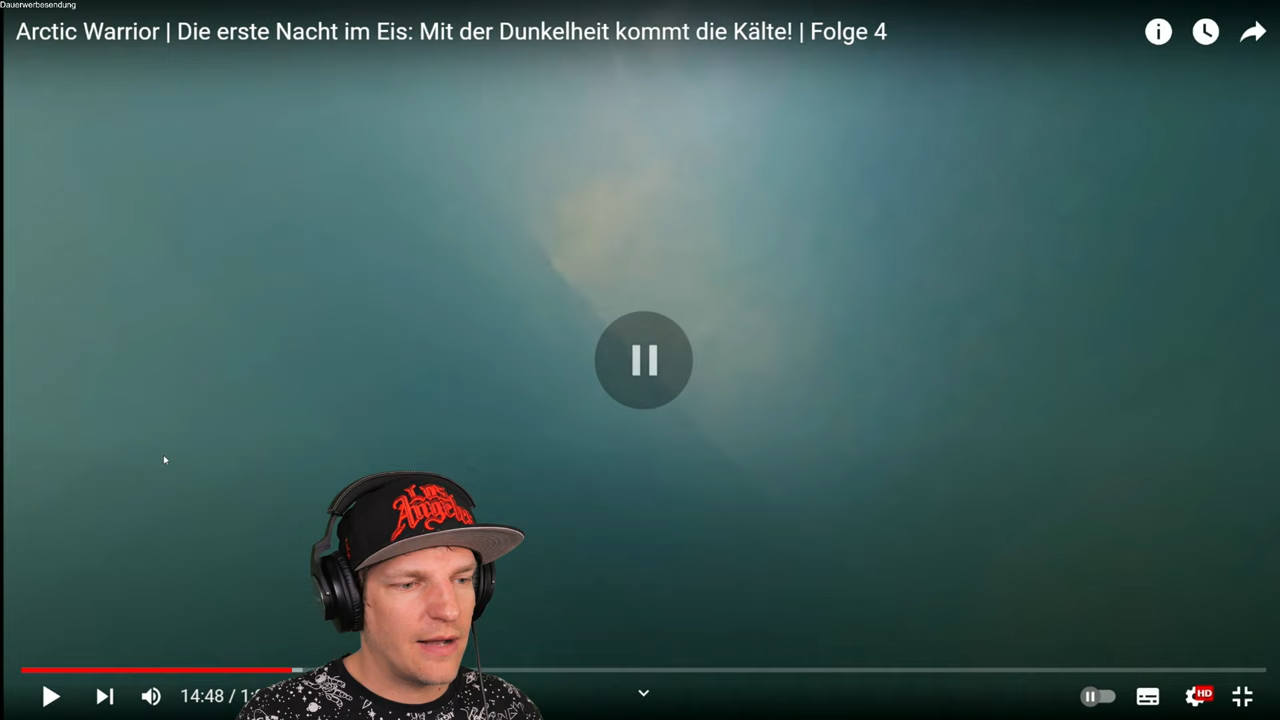 Dauerwerbesendung
Arctic Warrior | Die erste Nacht im Eis: Mit der Dunkelheit kommt die Kälte! | Folge 4
Los
Angeles
14:48 / 1:
HD